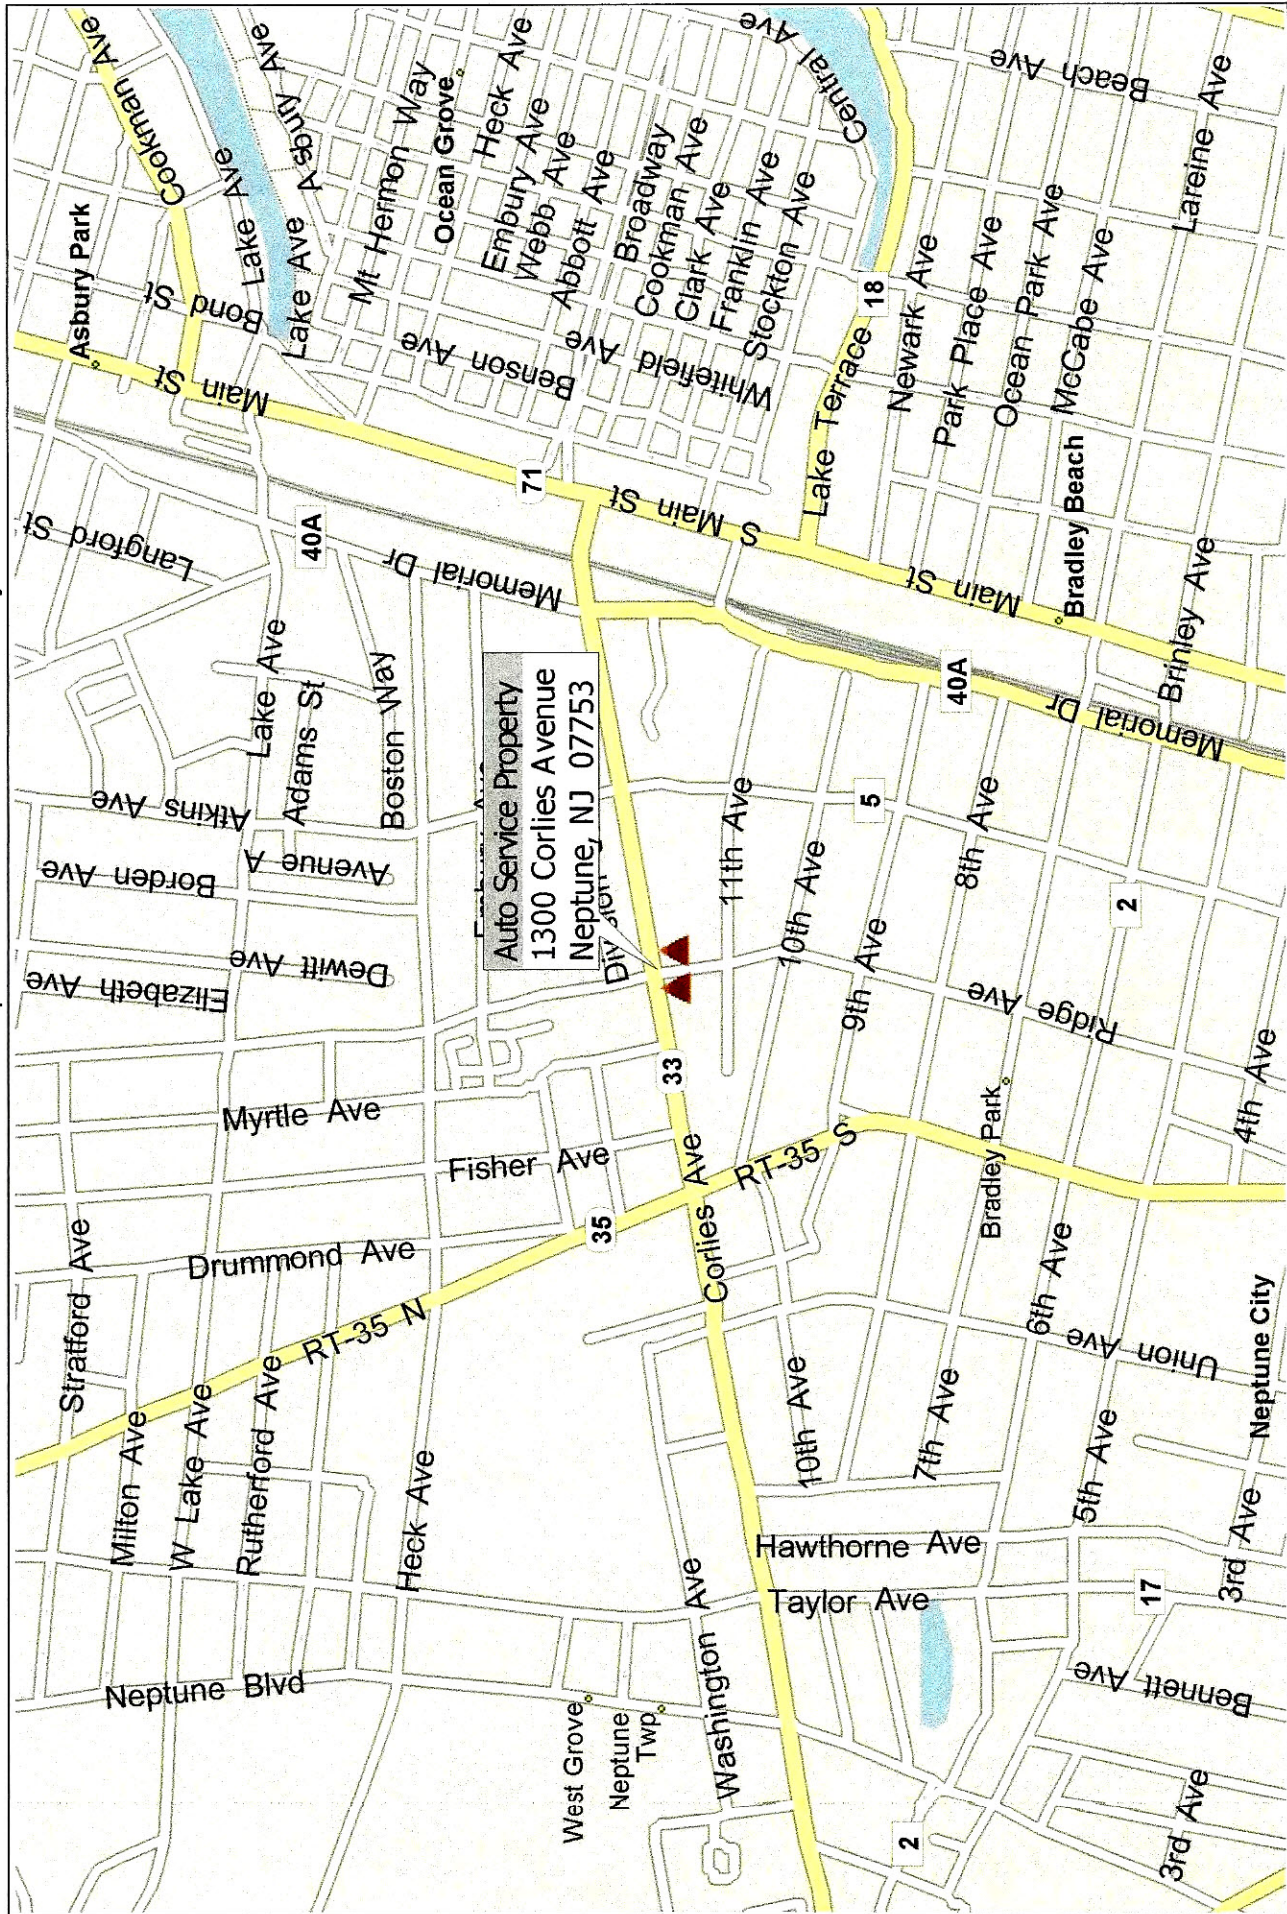 Auto Service Property
1300 Corlies Avenue
Neptune, NJ 07753
Stratford Ave
Milton Ave
W Lake Ave
Rutherford Ave
Heck Ave
Neptune Blvd
RT-35 N
Drummond Ave
Myrtle Ave
Fisher Ave
35
Elizabeth Ave
Dewitt Ave
Borden Ave
Avenue A
Atkins Ave
Lake Ave
Adams St
Boston Way
Langford St
40A
Memorial Dr
Asbury Park
Main St
Bond St
Cookman Ave
Lake Ave
Lake Ave
Asbury Ave
Mt Hermon Way
Ocean Grove
Heck Ave
Embury Ave
Webb Ave
Abbott Ave
Broadway
Cookman Ave
Clark Ave
Franklin Ave
Stockton Ave
Benson Ave
Whitefield Ave
Central Ave
71
S Main St
Lake Terrace
18
Newark Ave
Park Place Ave
Ocean Park Ave
McCabe Ave
Lareine Ave
Beach Ave
Main St
Bradley Beach
Brinley Ave
40A
Memorial Dr
33
Corlies Ave
RT-35 S
11th Ave
10th Ave
9th Ave
8th Ave
5
2
Ridge Ave
4th Ave
Bradley Park
6th Ave
Union Ave
Neptune City
10th Ave
7th Ave
5th Ave
3rd Ave
Hawthorne Ave
Taylor Ave
17
Bennett Ave
3rd Ave
2
Washington Ave
West Grove
Neptune
Twp